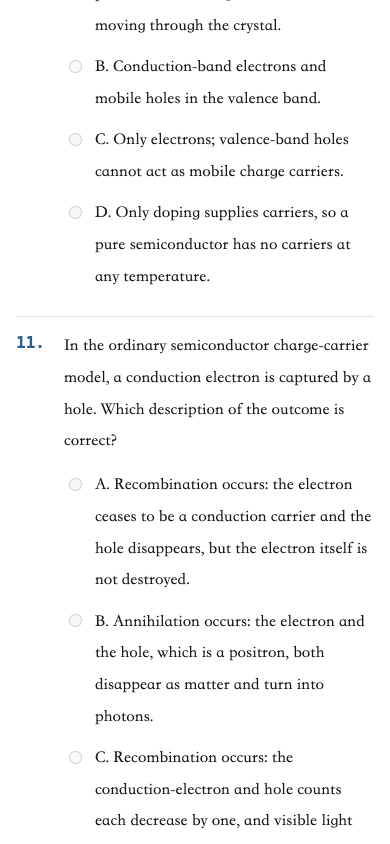 moving through the crystal.
B. Conduction-band electrons and
mobile holes in the valence band.
C. Only electrons; valence-band holes
cannot act as mobile charge carriers.
D. Only doping supplies carriers, so a
pure semiconductor has no carriers at
any temperature.
11. In the ordinary semiconductor charge-carrier
model, a conduction electron is captured by a
hole. Which description of the outcome is
correct?
A. Recombination occurs: the electron
ceases to be a conduction carrier and the
hole disappears, but the electron itself is
not destroyed.
B. Annihilation occurs: the electron and
the hole, which is a positron, both
disappear as matter and turn into
photons.
C. Recombination occurs: the
conduction-electron and hole counts
each decrease by one, and visible light